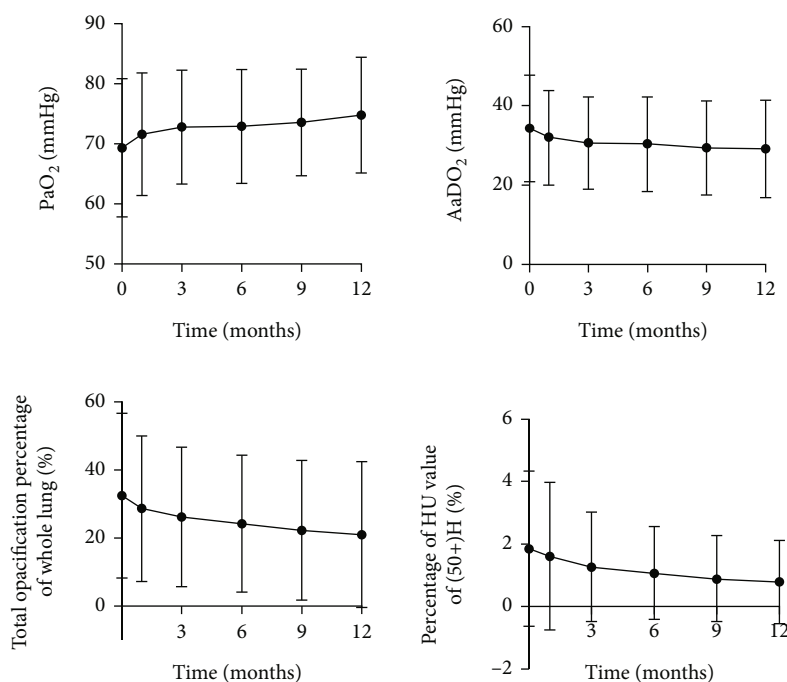 90
80
70
60
50
PaO2 (mmHg)
0 3 6 9 12
Time (months)
60
40
20
0
AaDO2 (mmHg)
0 3 6 9 12
Time (months)
60
40
20
0
Total opacification percentage
of whole lung (%)
3 6 9 12
Time (months)
6
4
2
0
−2
Percentage of HU value
of (50+)H (%)
3 6 9 12
Time (months)